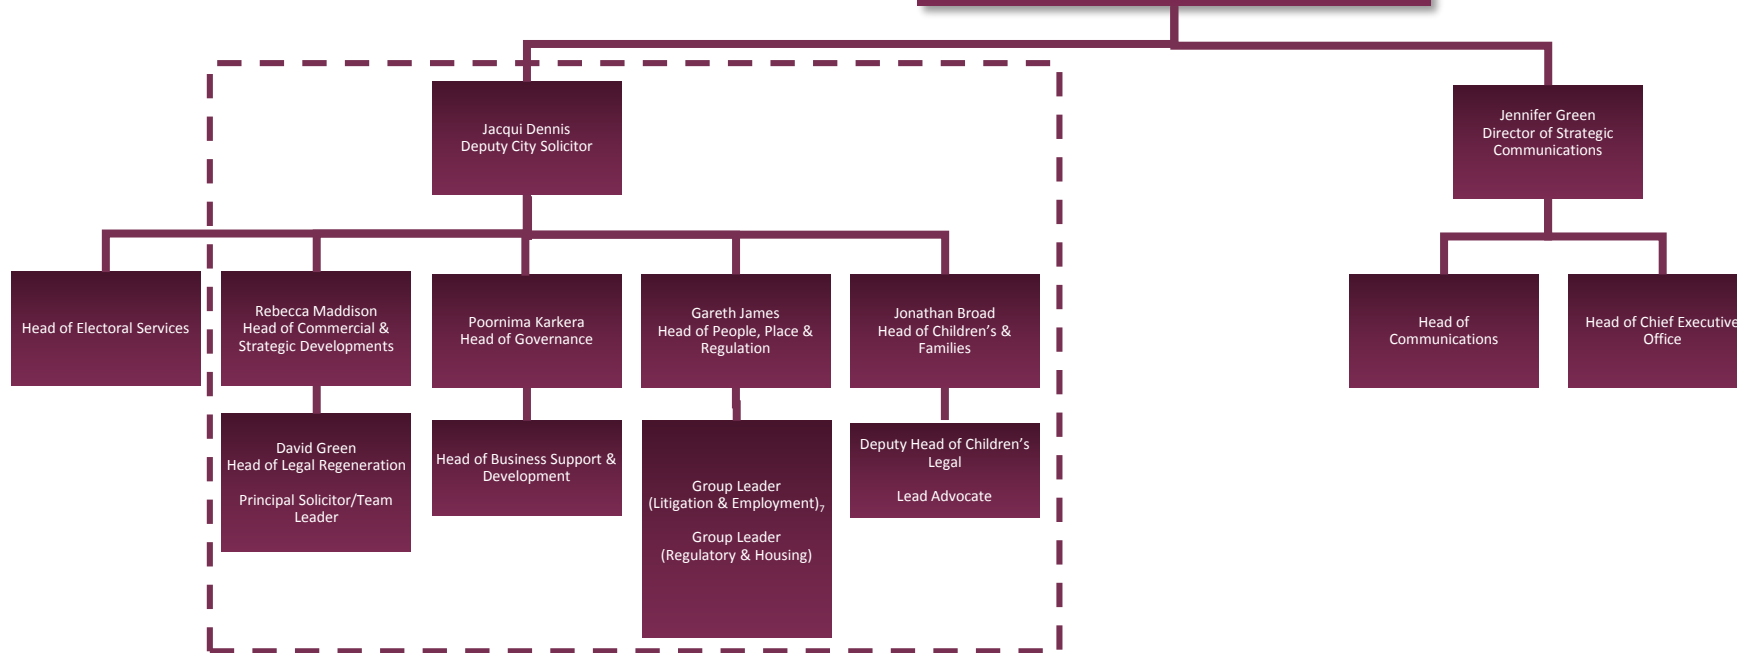 Jacqui Dennis
Deputy City Solicitor
Jennifer Green
Director of Strategic
Communications
Head of Electoral Services
Rebecca Maddison
Head of Commercial &
Strategic Developments
Poornima Karkera
Head of Governance
Gareth James
Head of People, Place &
Regulation
Jonathan Broad
Head of Children's &
Families
Head of
Communications
Head of Chief Executive
Office
David Green
Head of Legal Regeneration
Principal Solicitor/Team
Leader
Head of Business Support &
Development
Group Leader
(Litigation & Employment)₇
Group Leader
(Regulatory & Housing)
Deputy Head of Children's
Legal
Lead Advocate